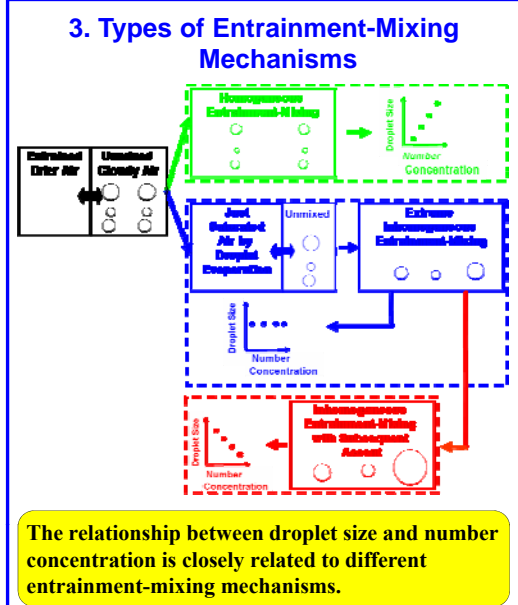 3. Types of Entrainment-Mixing
Mechanisms
Homogeneous
Entrainment-Mixing
Droplet Size
Number
Concentration
Entrained
Drier Air
Unmixed
Cloudy Air
Just
Saturated
Air by
Droplet
Evaporation
Unmixed
Extreme
Inhomogeneous
Entrainment-Mixing
Droplet Size
Number
Concentration
Inhomogeneous
Entrainment-Mixing
with Subsequent
Ascent
Droplet Size
Number
Concentration
The relationship between droplet size and number
concentration is closely related to different
entrainment-mixing mechanisms.